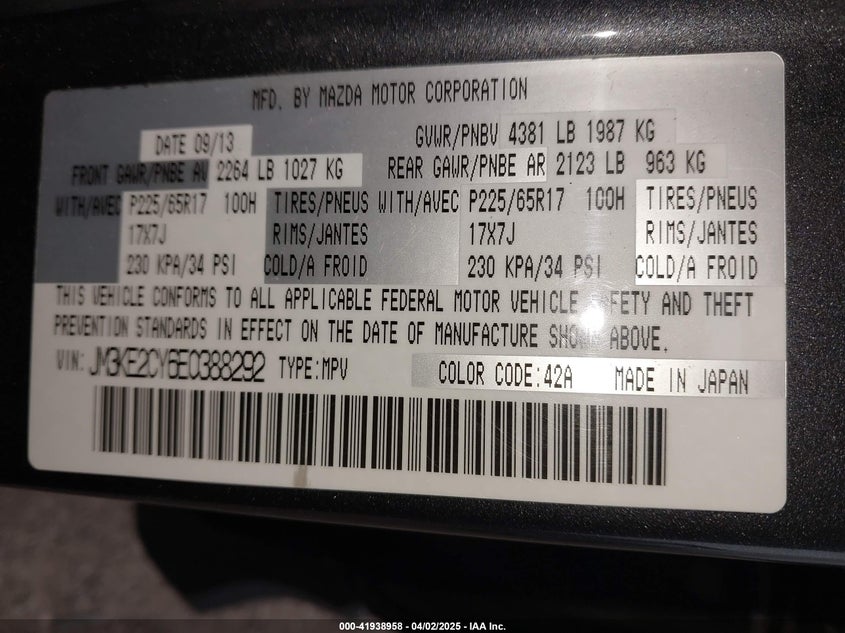 MFD. BY MAZDA MOTOR CORPORATION
DATE 09/13 GVWR/PNBV 4381 LB 1987 KG
FRONT GAWR/PNBE AV 2264 LB 1027 KG REAR GAWR/PNBE AR 2123 LB 963 KG
WITH/AVEC P225/65R17 100H TIRES/PNEUS WITH/AVEC P225/65R17 100H TIRES/PNEUS
17X7J RIMS/JANTES 17X7J RIMS/JANTES
230 KPA/34 PSI COLD/A FROID 230 KPA/34 PSI COLD/A FROID
THIS VEHICLE CONFORMS TO ALL APPLICABLE FEDERAL MOTOR VEHICLE SAFETY AND THEFT
PREVENTION STANDARDS IN EFFECT ON THE DATE OF MANUFACTURE SHOWN ABOVE.
VIN: JM3KE2CY6E0388292 TYPE:MPV COLOR CODE:42A MADE IN JAPAN
000-41938958 - 04/02/2025 - IAA Inc.